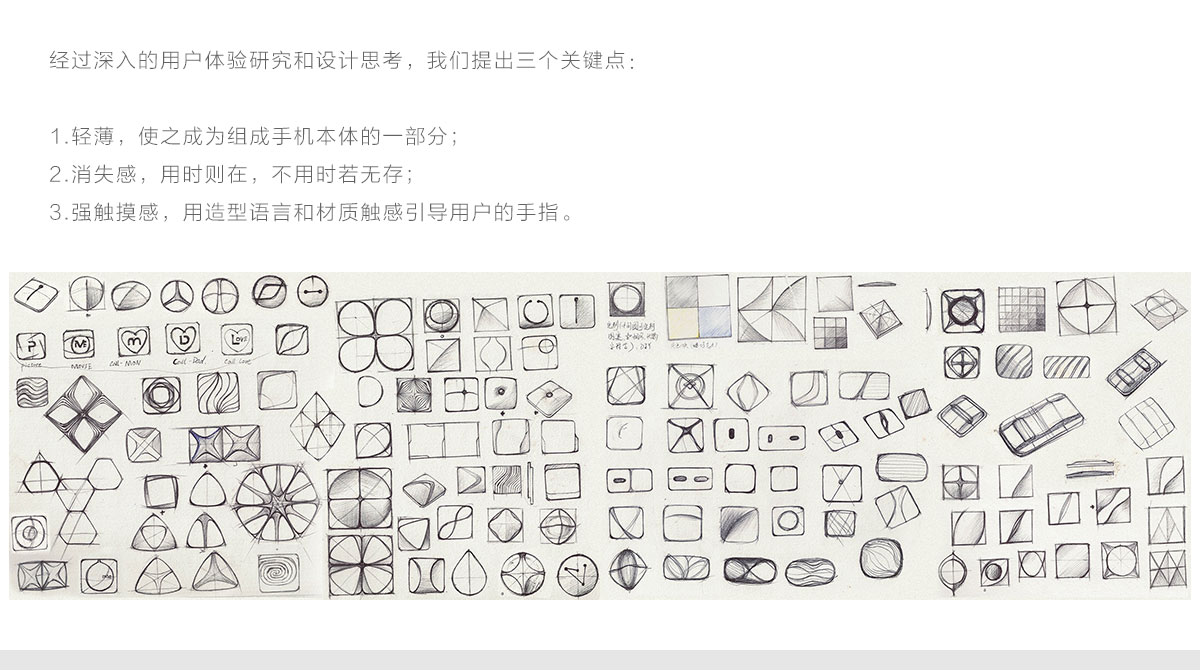 经过深入的用户体验研究和设计思考，我们提出三个关键点：
1.轻薄，使之成为组成手机本体的一部分；
2.消失感，用时则在，不用时若无存；
3.强触摸感，用造型语言和材质触感引导用户的手指。
P
M
M
D
Love
picture
MOUSE
Call-MOM
Call-Dad
Call Love